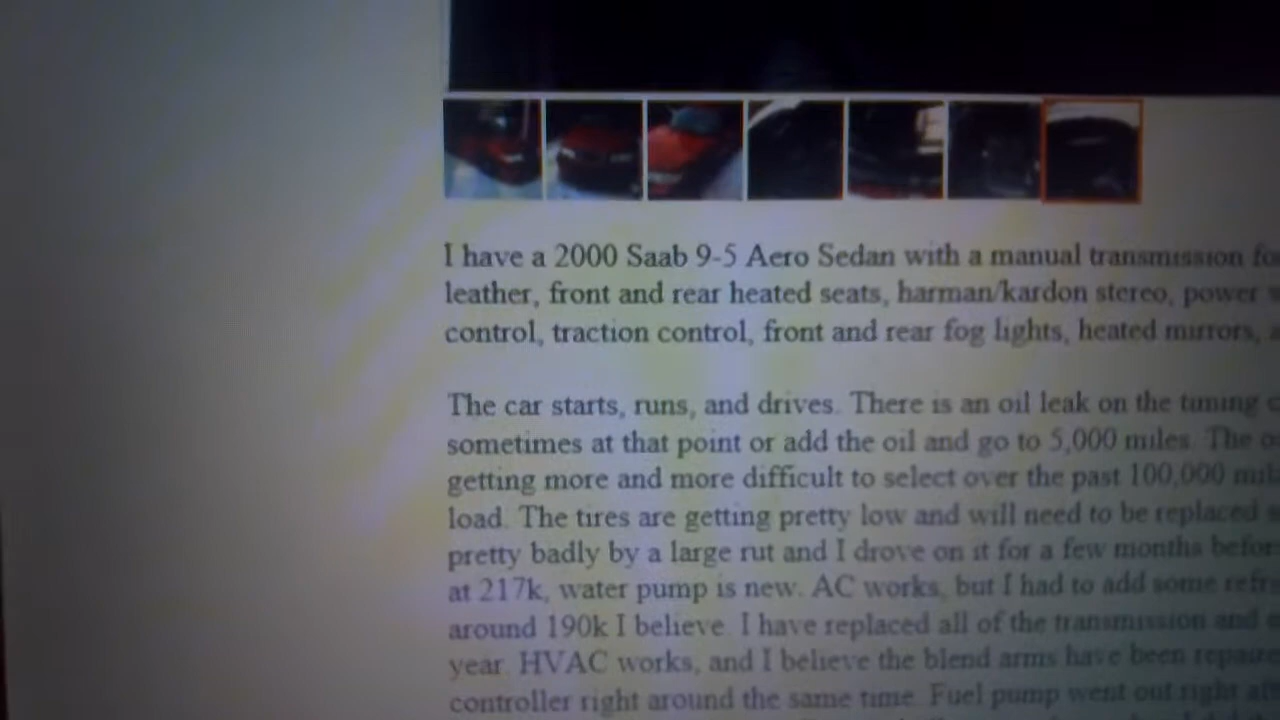 I have a 2000 Saab 9-5 Aero Sedan with a manual transmission
leather, front and rear heated seats, harman/kardon stereo, power
control, traction control, front and rear fog lights, heated mirrors,
The car starts, runs, and drives. There is an oil leak on the timing
sometimes at that point or add the oil and go to 5,000 miles. The
getting more and more difficult to select over the past 100,000
load. The tires are getting pretty low and will need to be replaced
pretty badly by a large rut and I drove on it for a few months
at 217k, water pump is new. AC works, but I had to add some
around 190k I believe. I have replaced all of the transmission and
year. HVAC works, and I believe the blend arms have been
controller right around the same time. Fuel pump went out right